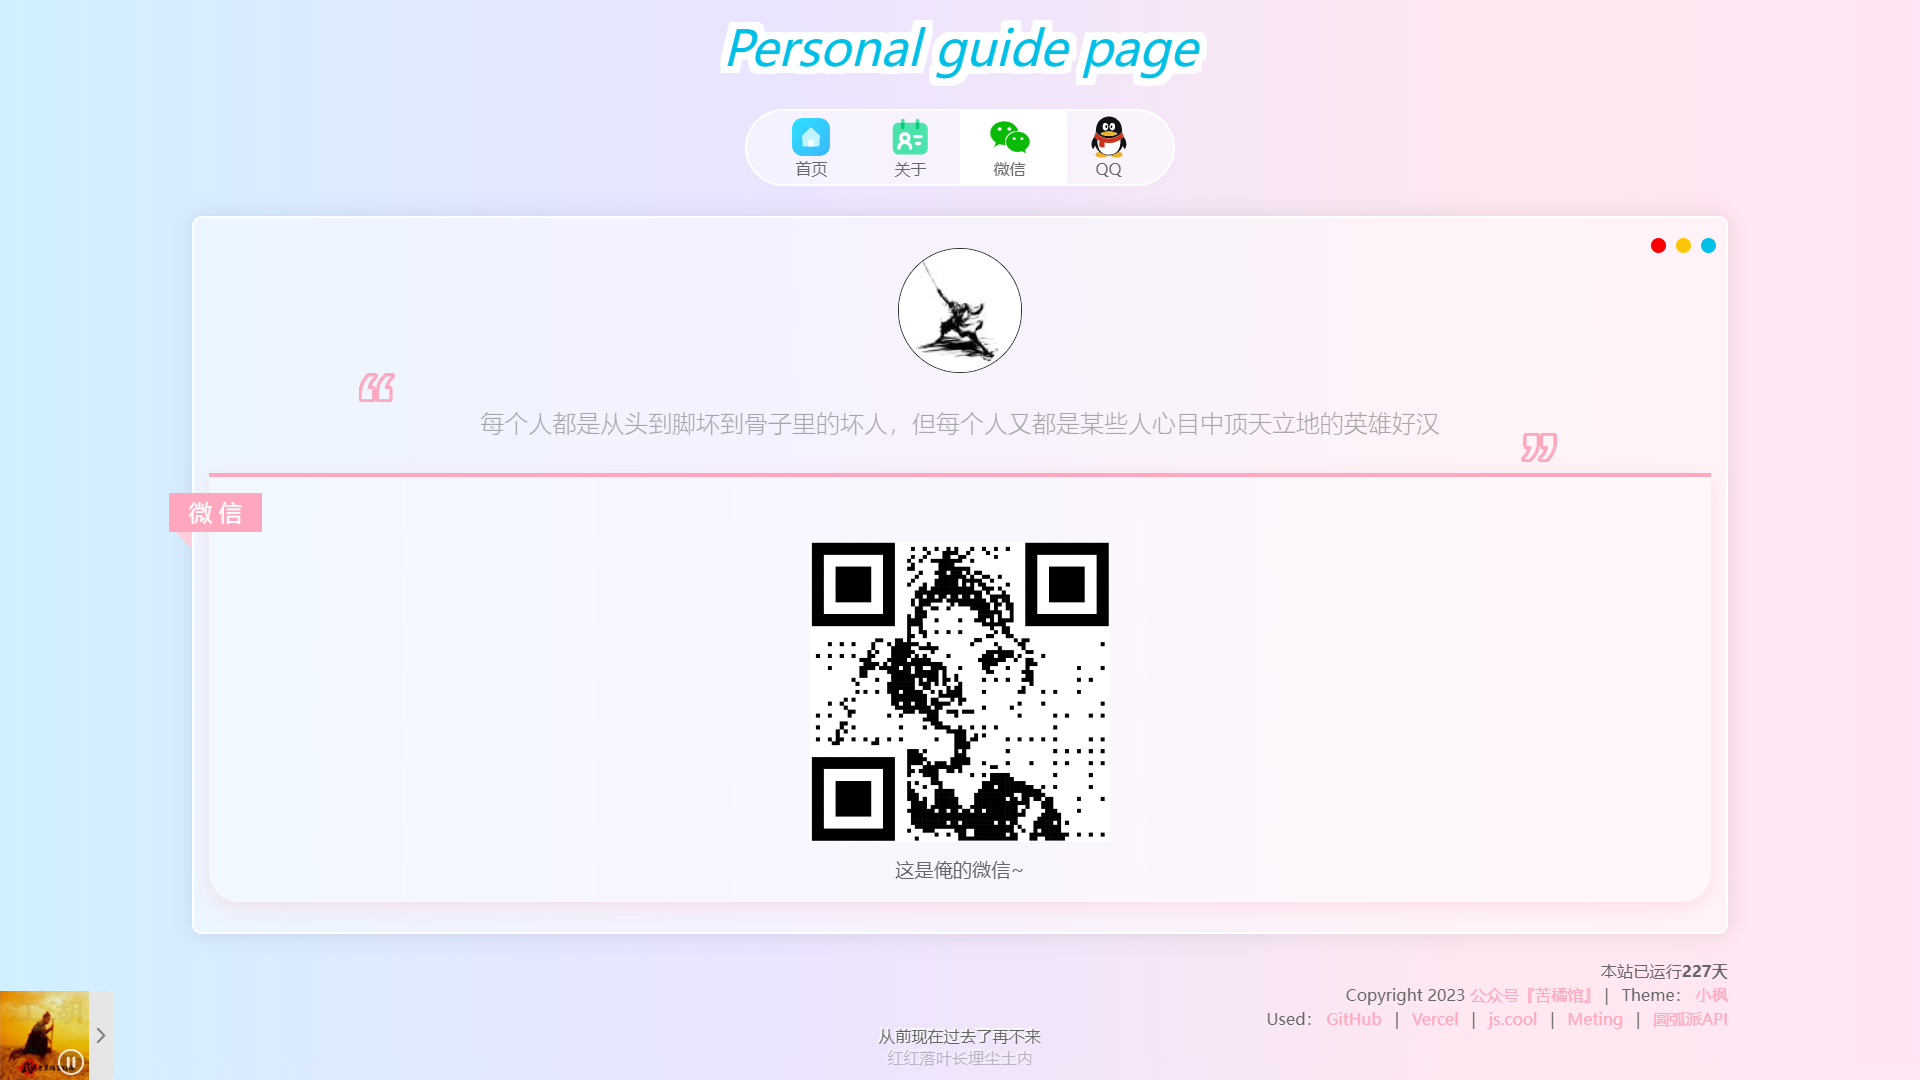 Personal guide page
首页
关于
微信
QQ
每个人都是从头到脚坏到骨子里的坏人，但每个人又都是某些人心目中顶天立地的英雄好汉
微 信
这是俺的微信~
本站已运行227天
Copyright 2023 公众号『苦橘馆』 | Theme： 小枫
Used： GitHub | Vercel | js.cool | Meting | 圆弧派API
从前现在过去了再不来
红红落叶长埋尘土内
江湖